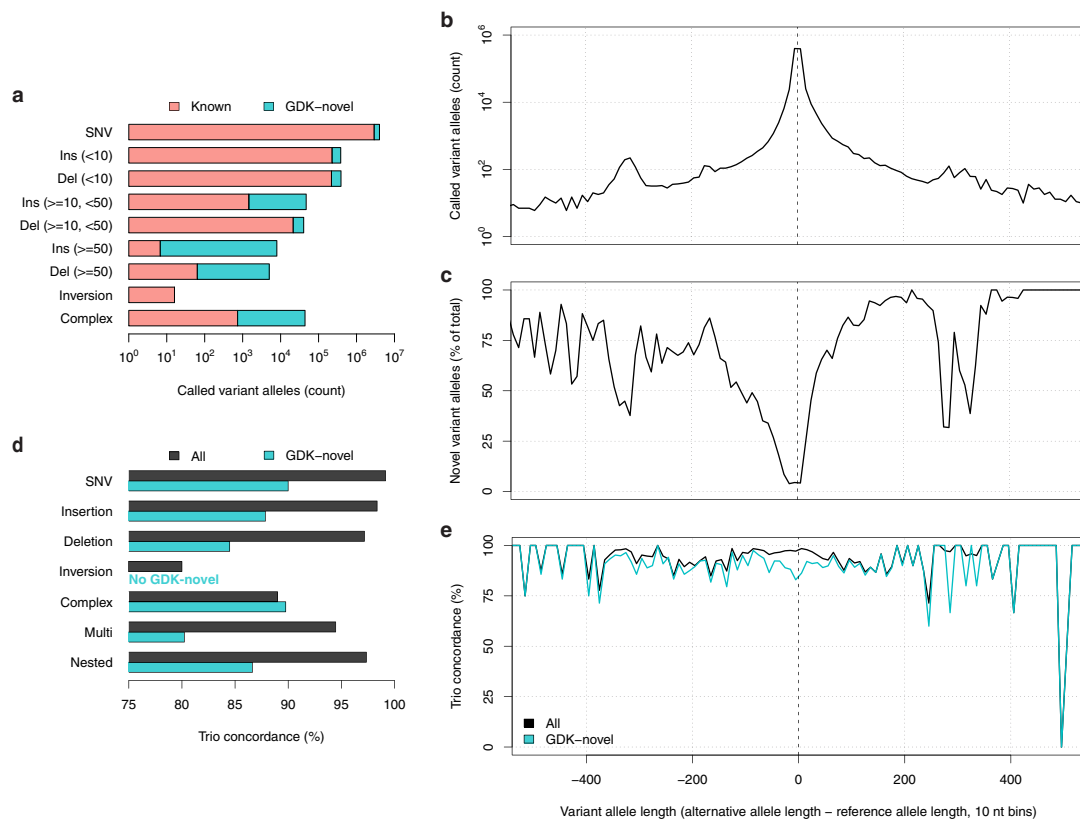 a
Known
GDK−novel
SNV
Ins (<10)
Del (<10)
Ins (>=10, <50)
Del (>=10, <50)
Ins (>=50)
Del (>=50)
Inversion
Complex
10^0 10^1 10^2 10^3 10^4 10^5 10^6 10^7
Called variant alleles (count)
b
Called variant alleles (count)
10^6
10^4
10^2
10^0
c
Novel variant alleles (% of total)
100
75
50
25
0
d
All
GDK−novel
SNV
Insertion
Deletion
Inversion
No GDK−novel
Complex
Multi
Nested
75 80 85 90 95 100
Trio concordance (%)
e
Trio concordance (%)
100
75
50
25
0
All
GDK−novel
−400 −200 0 200 400
Variant allele length (alternative allele length − reference allele length, 10 nt bins)